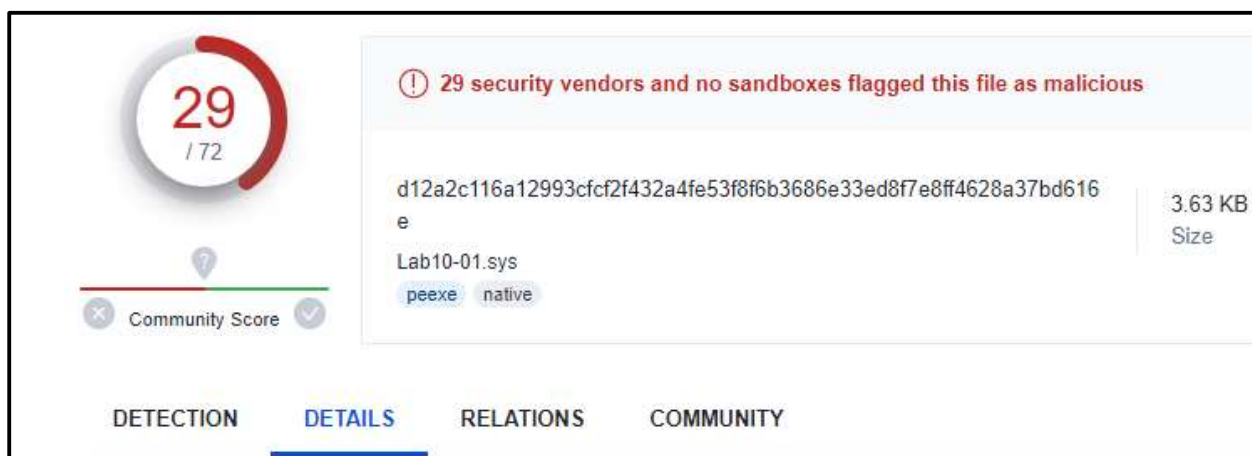 29
/ 72
Community Score
29 security vendors and no sandboxes flagged this file as malicious
d12a2c116a12993cfcf2f432a4fe53f8f6b3686e33ed8f7e8ff4628a37bd616
e
Lab10-01.sys
peexe native
3.63 KB
Size
DETECTION DETAILS RELATIONS COMMUNITY